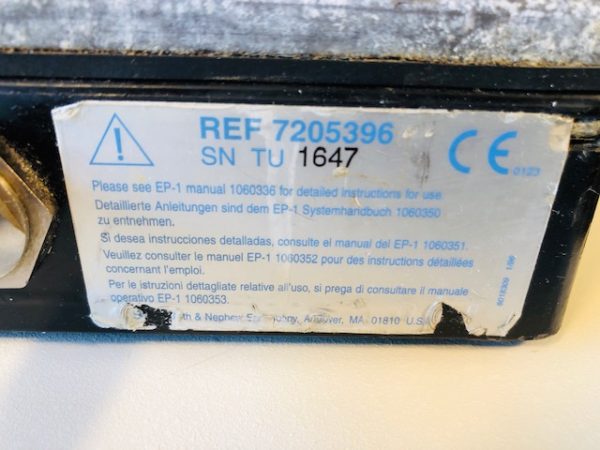 REF 7205396
SN TU 1647
CE 0123
Please see EP-1 manual 1060336 for detailed instructions for use.
Detaillierte Anleitungen sind dem EP-1 Systemhandbuch 1060350
zu entnehmen.
Si desea instrucciones detalladas, consulte el manual del EP-1 1060351.
Veuillez consulter le manuel EP-1 1060352 pour des instructions détaillées
concernant l'emploi.
Per le istruzioni dettagliate relative all'uso, si prega di consultare il manuale
operativo EP-1 1060353.
& Nephew Andover, MA 01810 U.S.